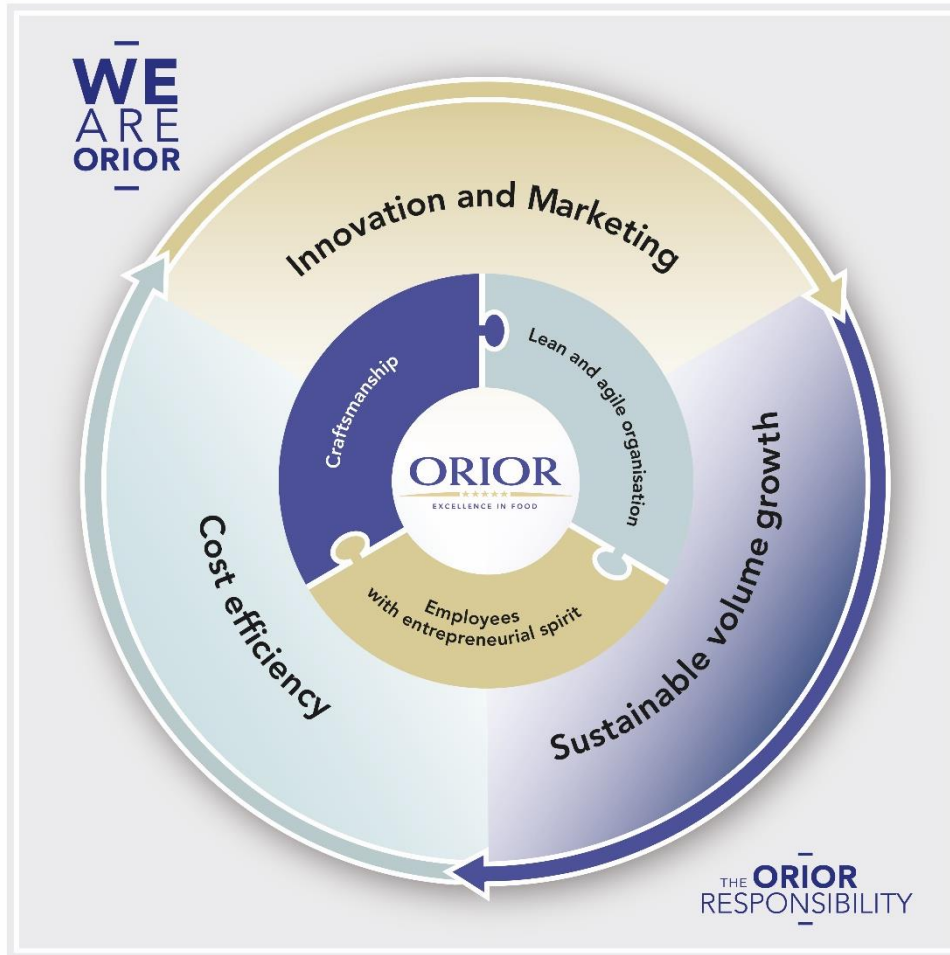 WE
ARE
ORIOR
Innovation and Marketing
Craftsmanship
Lean and agile organisation
ORIOR
EXCELLENCE IN FOOD
Employees
with entrepreneurial spirit
Cost efficiency
Sustainable volume growth
THE ORIOR
RESPONSIBILITY